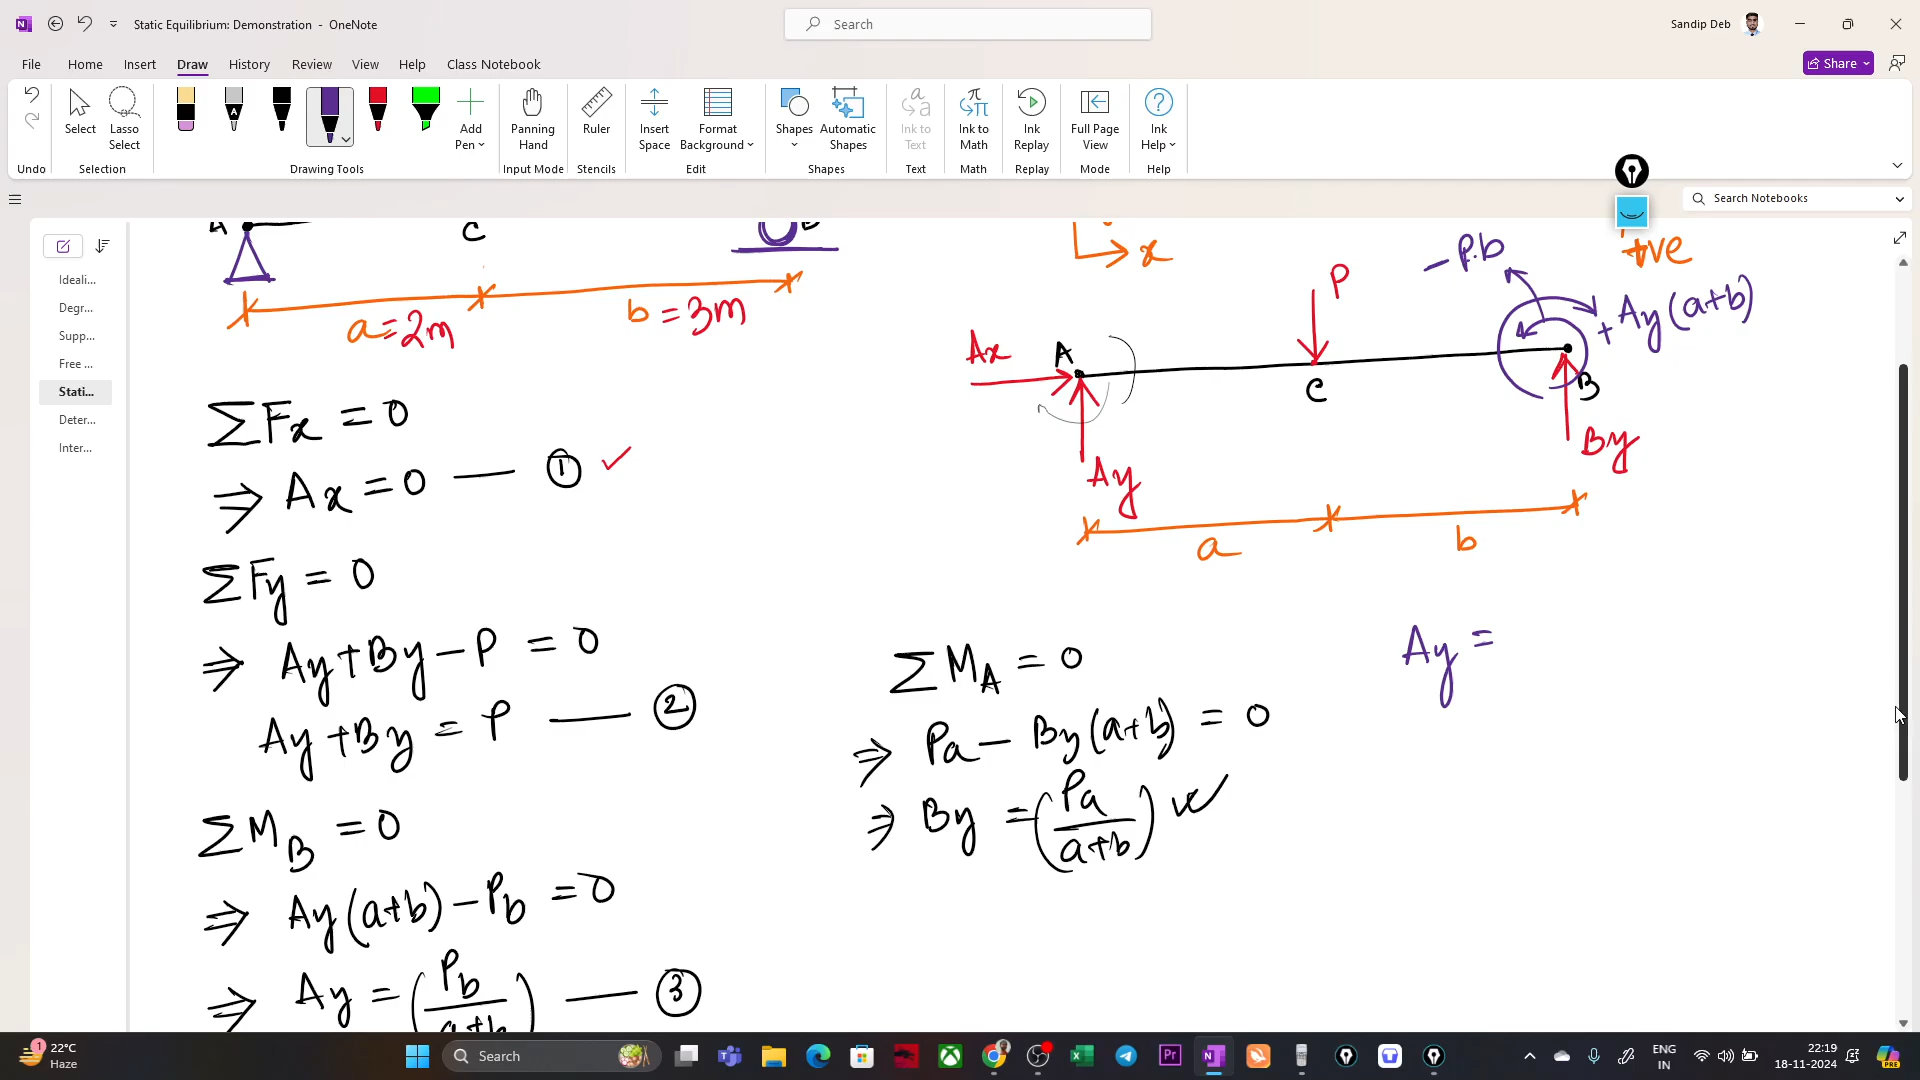 Static Equilibrium: Demonstration - OneNote
Search
Sandip Deb
File Home Insert Draw History Review View Help Class Notebook
Share
Select
Lasso Select
Add Pen
Panning Hand
Ruler
Insert Space
Format Background
Shapes
Automatic Shapes
Ink to Text
Ink to Math
Ink Replay
Full Page View
Ink Help
Undo
Selection
Drawing Tools
Input Mode
Stencils
Edit
Shapes
Text
Math
Replay
Mode
Help
Search Notebooks
Ideali...
Degr...
Supp...
Free ...
Stati...
Deter...
Inter...
A
C
a = 2m
b = 3m
x
+ve
P
-P.b
+ Ay(a+b)
Ax
A
C
B
Ay
By
a
b
ΣFx = 0
⇒ Ax = 0 — ① ✓
ΣFy = 0
⇒ Ay + By - P = 0
Ay + By = P — ②
ΣM_B = 0
⇒ Ay(a+b) - Pb = 0
⇒ Ay = (Pb/a+b) — ③
ΣM_A = 0
⇒ Pa - By(a+b) = 0
⇒ By = (Pa/a+b) ✓
Ay =
1
22°C
Haze
Search
ENG
IN
22:19
18-11-2024
PRE